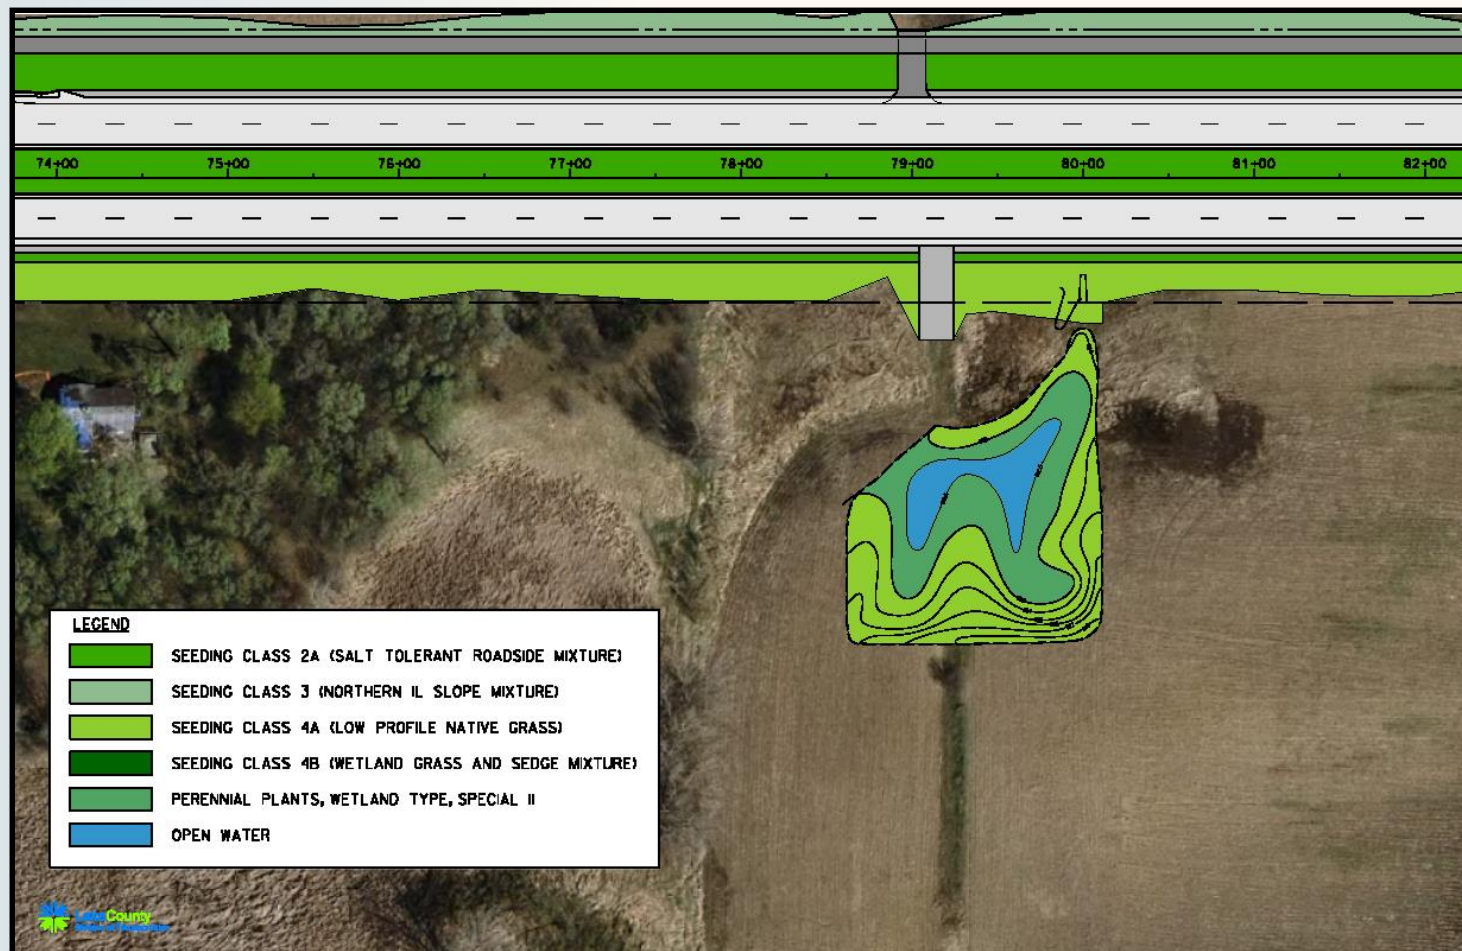 74+00 75+00 76+00 77+00 78+00 79+00 80+00 81+00 82+00
LEGEND
SEEDING CLASS 2A (SALT TOLERANT ROADSIDE MIXTURE)
SEEDING CLASS 3 (NORTHERN IL SLOPE MIXTURE)
SEEDING CLASS 4A (LOW PROFILE NATIVE GRASS)
SEEDING CLASS 4B (WETLAND GRASS AND SEDGE MIXTURE)
PERENNIAL PLANTS, WETLAND TYPE, SPECIAL II
OPEN WATER
LakeCounty